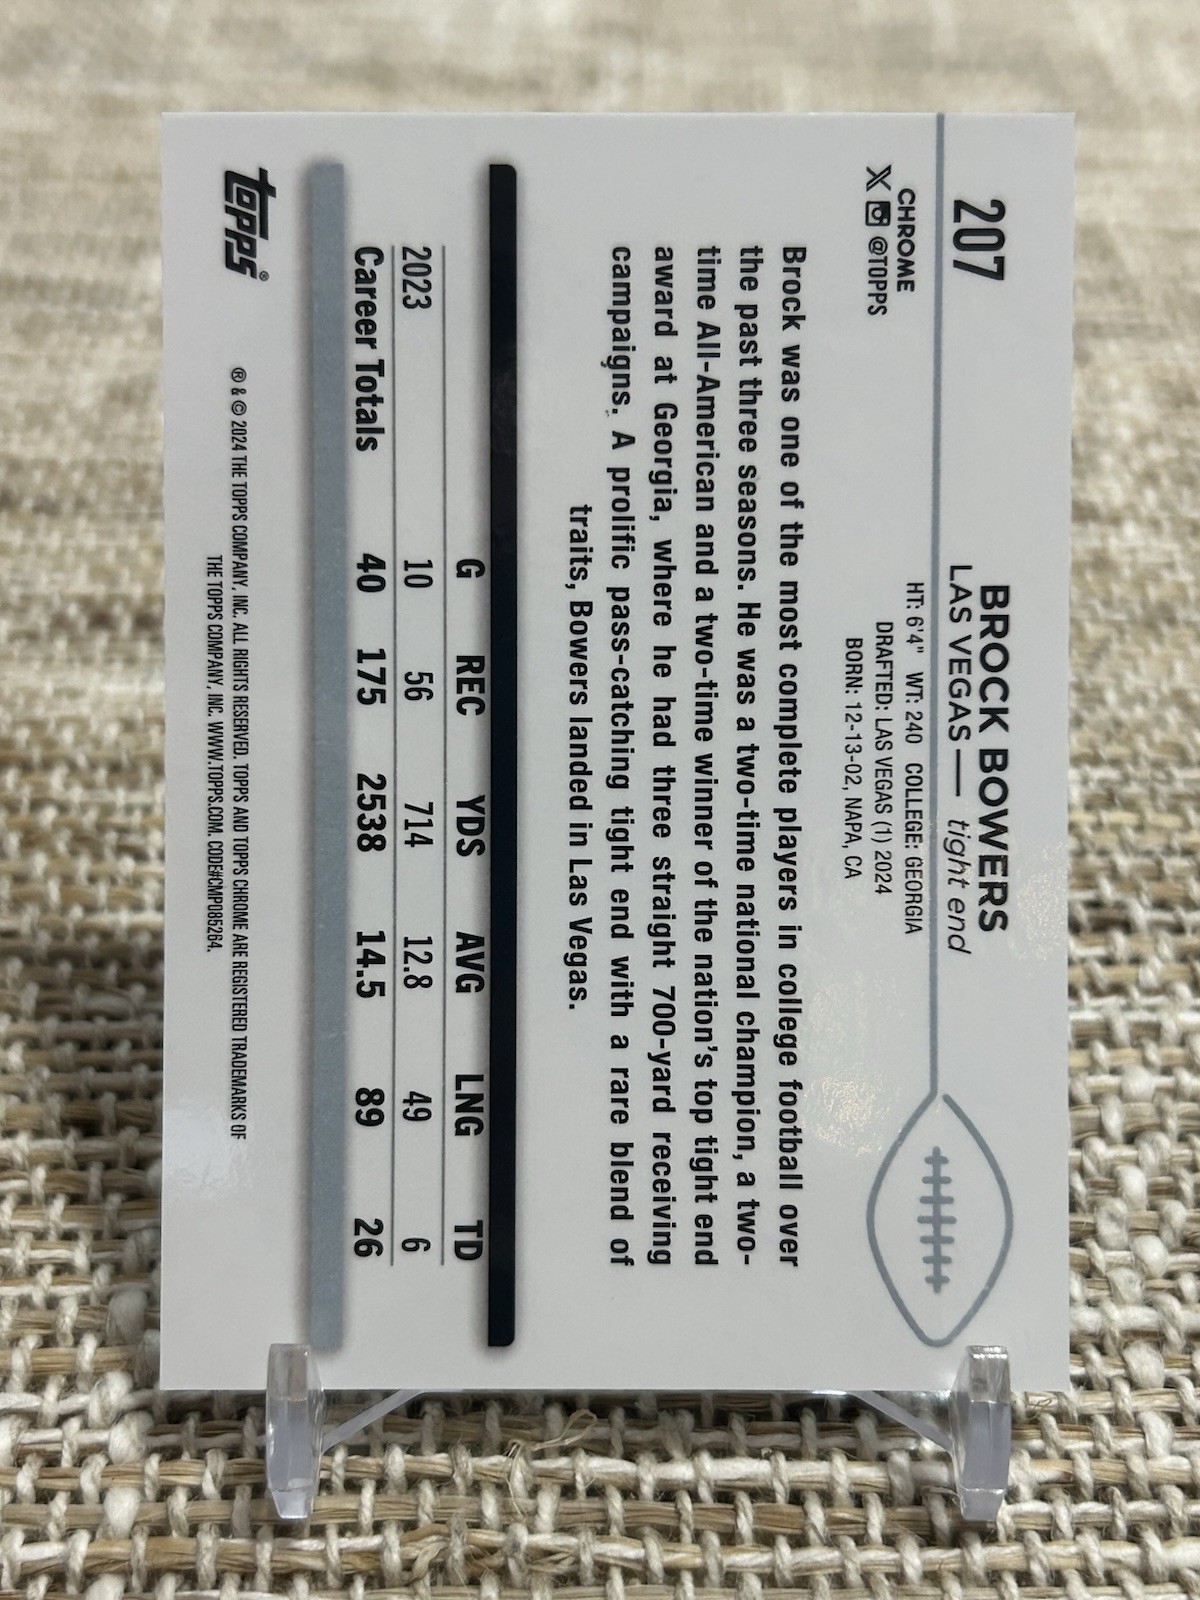 207
BROCK BOWERS
LAS VEGAS — tight end
CHROME
X @TOPPS
HT: 6'4" WT: 240 COLLEGE: GEORGIA
DRAFTED: LAS VEGAS (1) 2024
BORN: 12-13-02, NAPA, CA
Brock was one of the most complete players in college football over
the past three seasons. He was a two-time national champion, a two-
time All-American and a two-time winner of the nation's top tight end
award at Georgia, where he had three straight 700-yard receiving
campaigns. A prolific pass-catching tight end with a rare blend of
traits, Bowers landed in Las Vegas.
G REC YDS AVG LNG TD
2023 10 56 714 12.8 49 6
Career Totals 40 175 2538 14.5 89 26
Topps®
® & © 2024 THE TOPPS COMPANY, INC. ALL RIGHTS RESERVED. TOPPS AND TOPPS CHROME ARE REGISTERED TRADEMARKS OF
THE TOPPS COMPANY, INC. WWW.TOPPS.COM. CODE#CMP085264.